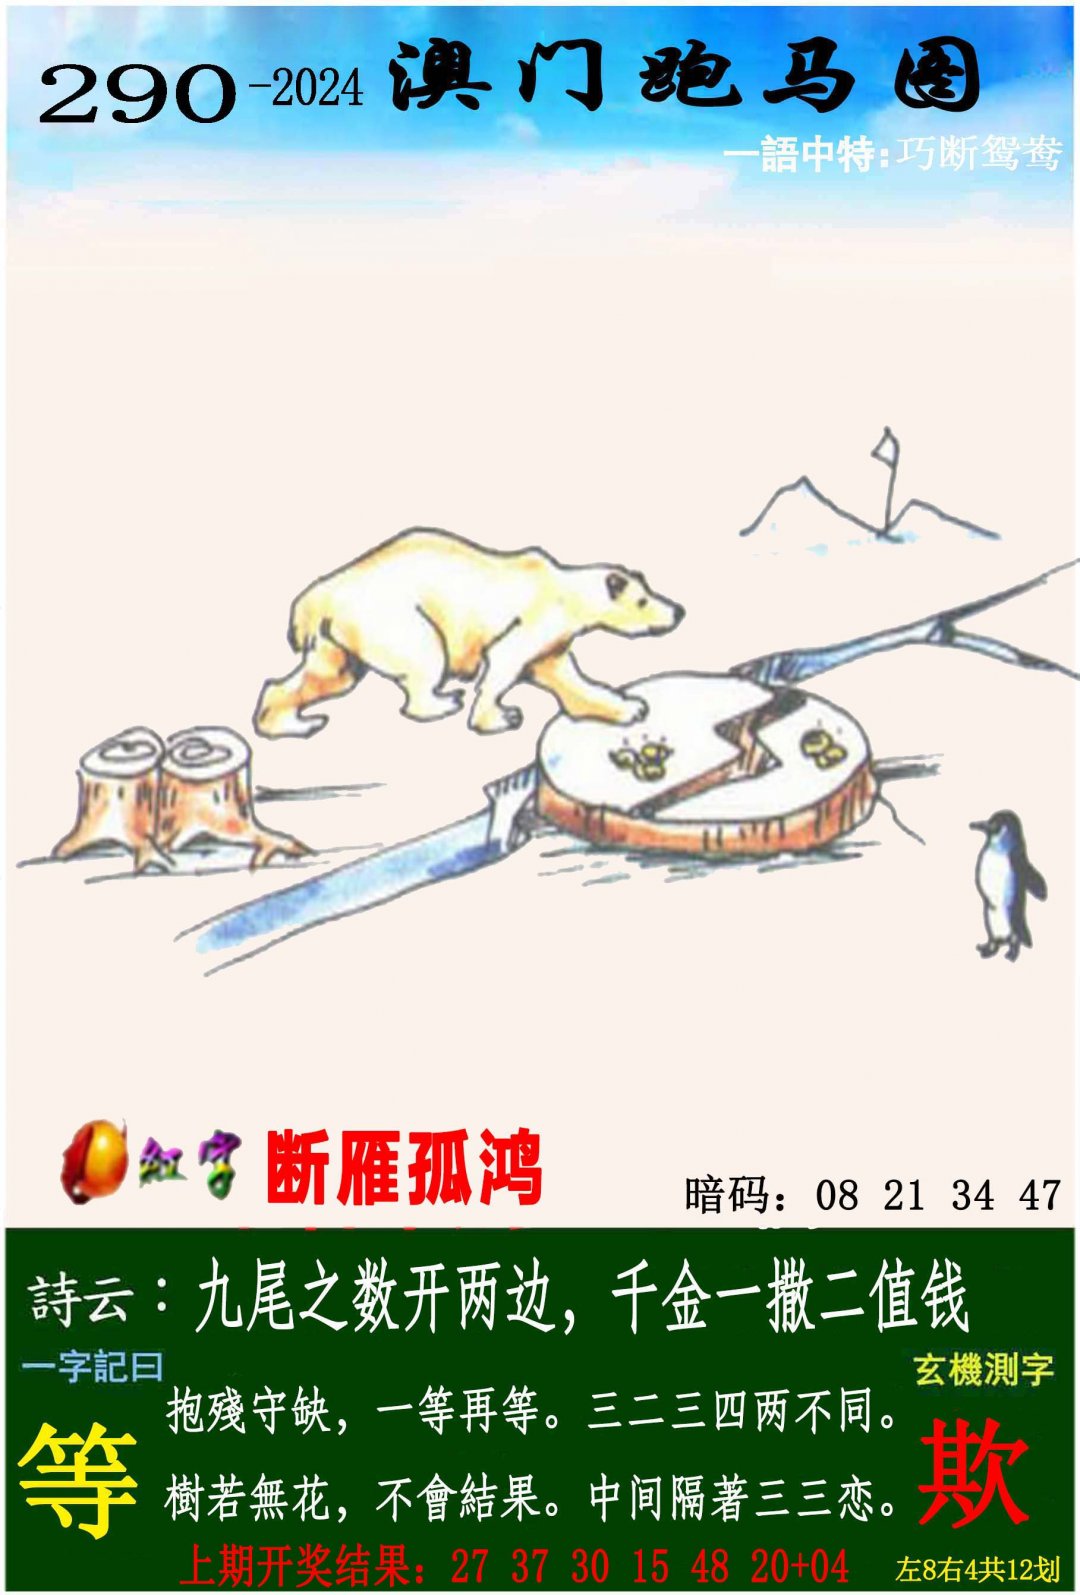 290-2024 澳门跑马图
一語中特:巧断鸳鸯
红字 断雁孤鸿
暗码：08 21 34 47
詩云：九尾之数开两边，千金一撒二值钱
一字記曰
玄機測字
抱殘守缺，一等再等。三二三四两不同。
等
欺
樹若無花，不會結果。中间隔著三三恋。
上期开奖结果：27 37 30 15 48 20+04
左8右4共12划